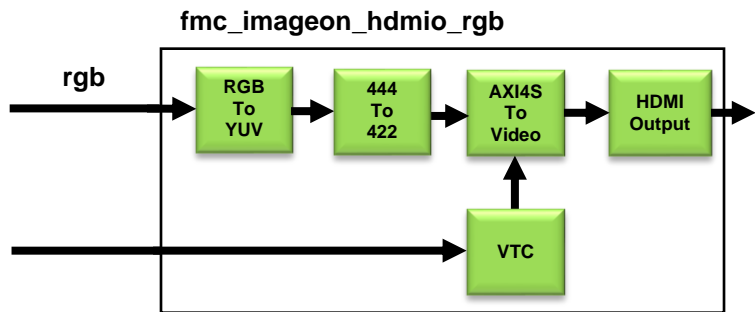 fmc_imageon_hdmio_rgb
rgb
RGB
To
YUV
444
To
422
AXI4S
To
Video
HDMI
Output
VTC